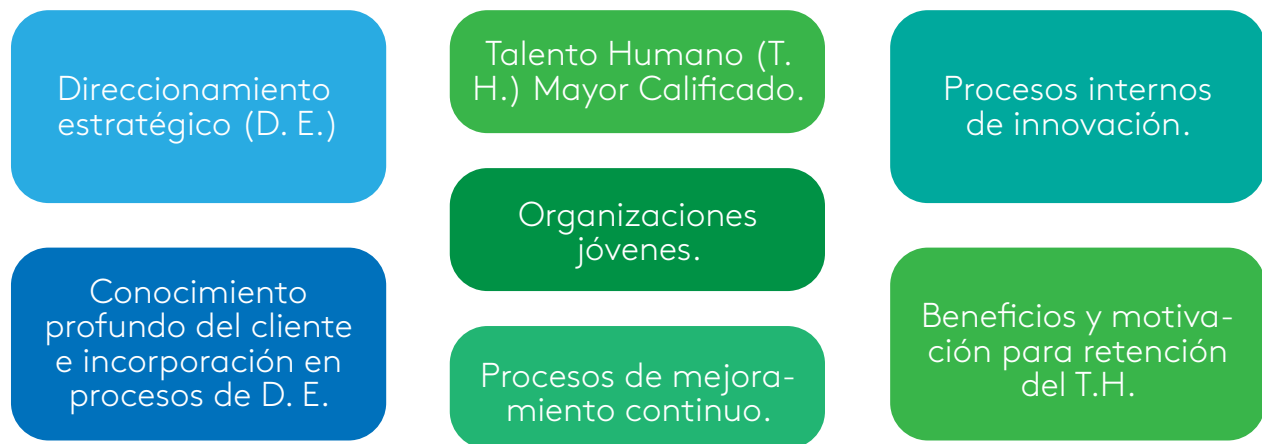 Direccionamiento
estratégico (D. E.)
Conocimiento
profundo del cliente
e incorporación en
procesos de D. E.
Talento Humano (T.
H.) Mayor Calificado.
Organizaciones
jóvenes.
Procesos de mejora-
miento continuo.
Procesos internos
de innovación.
Beneficios y motiva-
ción para retención
del T.H.